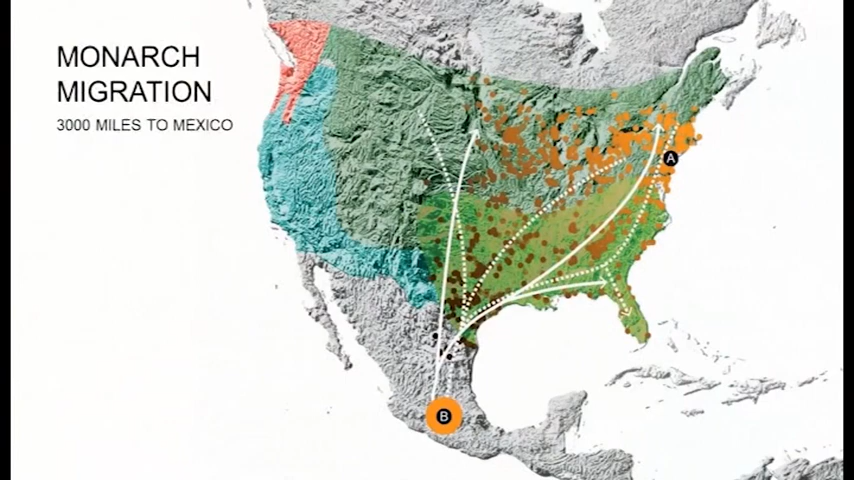 MONARCH
MIGRATION
3000 MILES TO MEXICO
A
B